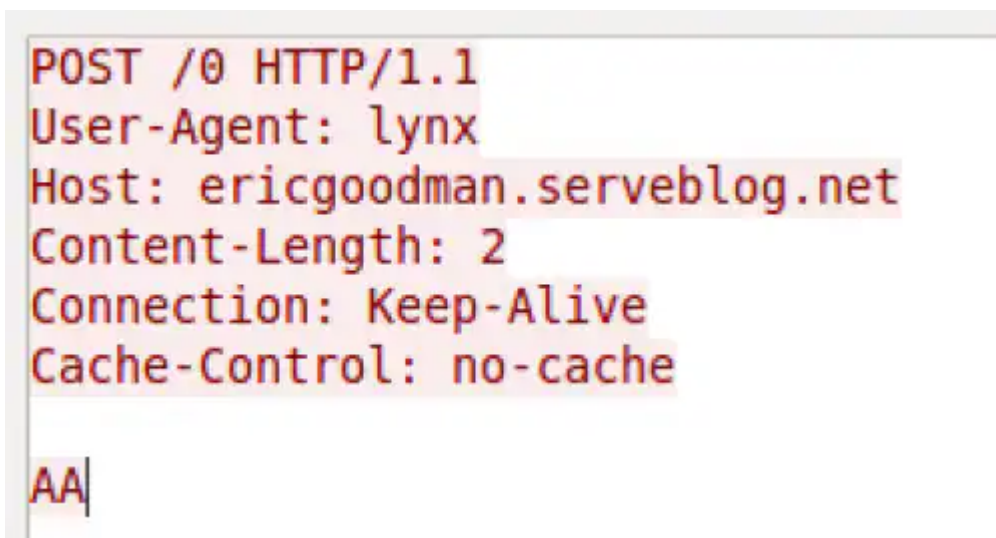 POST /0 HTTP/1.1
User-Agent: lynx
Host: ericgoodman.serveblog.net
Content-Length: 2
Connection: Keep-Alive
Cache-Control: no-cache
AA